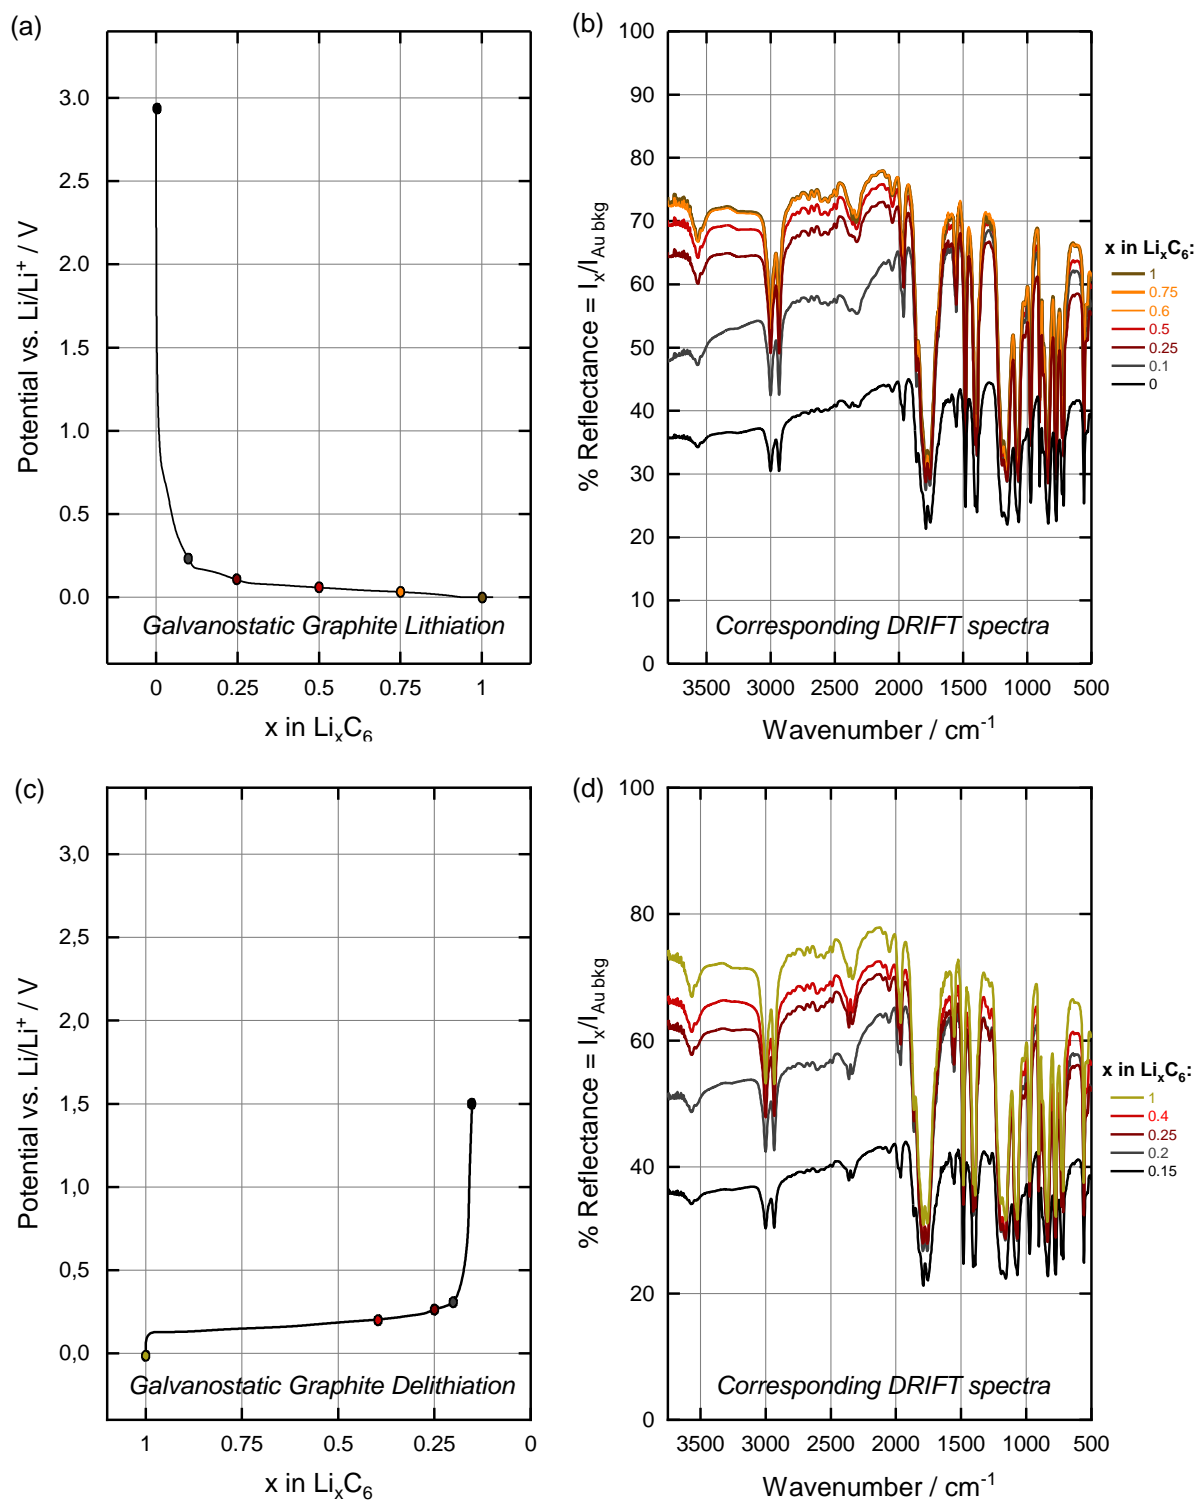 (a)
3.0
2.5
2.0
1.5
1.0
0.5
0.0
Potential vs. Li/Li⁺ / V
Galvanostatic Graphite Lithiation
0 0.25 0.5 0.75 1
x in LiₓC₆
(b)
100
90
80
70
60
50
40
30
20
10
0
% Reflectance = Iₓ/I_Au bkg
Corresponding DRIFT spectra
3500 3000 2500 2000 1500 1000 500
Wavenumber / cm⁻¹
x in LiₓC₆:
1
0.75
0.6
0.5
0.25
0.1
0
(c)
3,0
2,5
2,0
1,5
1,0
0,5
0,0
Potential vs. Li/Li⁺ / V
Galvanostatic Graphite Delithiation
1 0.75 0.5 0.25 0
x in LiₓC₆
(d)
100
80
60
40
20
0
% Reflectance = Iₓ/I_Au bkg
Corresponding DRIFT spectra
3500 3000 2500 2000 1500 1000 500
Wavenumber / cm⁻¹
x in LiₓC₆:
1
0.4
0.25
0.2
0.15